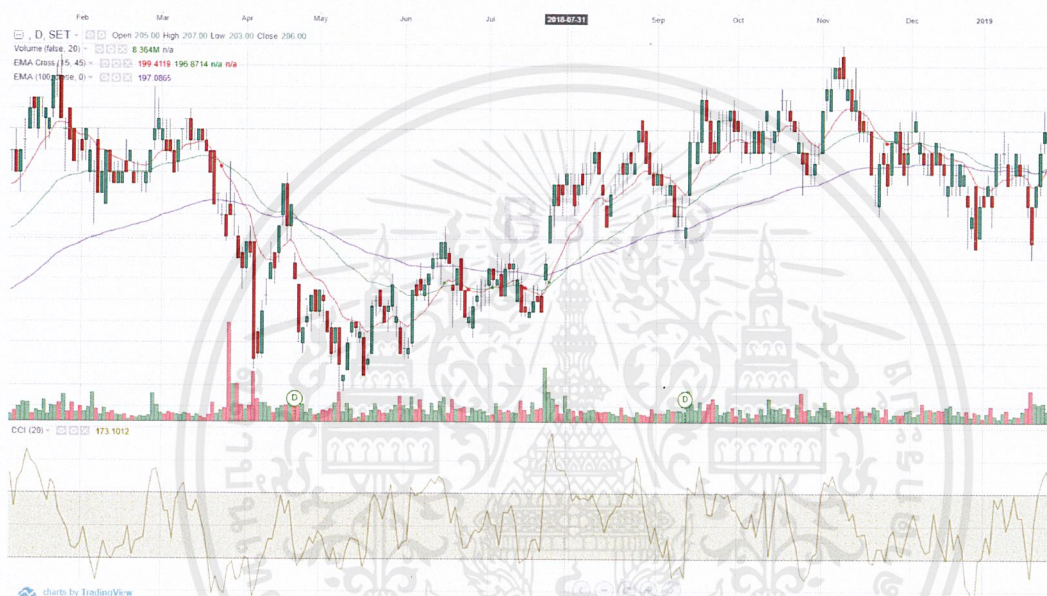 Feb Mar Apr May Jun Jul 2018-07-31 Sep Oct Nov Dec 2019
, D, SET Open 205.00 High 207.00 Low 203.00 Close 206.00
Volume (false, 20) 8.364M n/a
EMA Cross (15, 45) 199.4119 196.8714 n/a n/a
EMA (100, close, 0) 197.0865
D
D
CCI (20) 173.1012
charts by TradingView